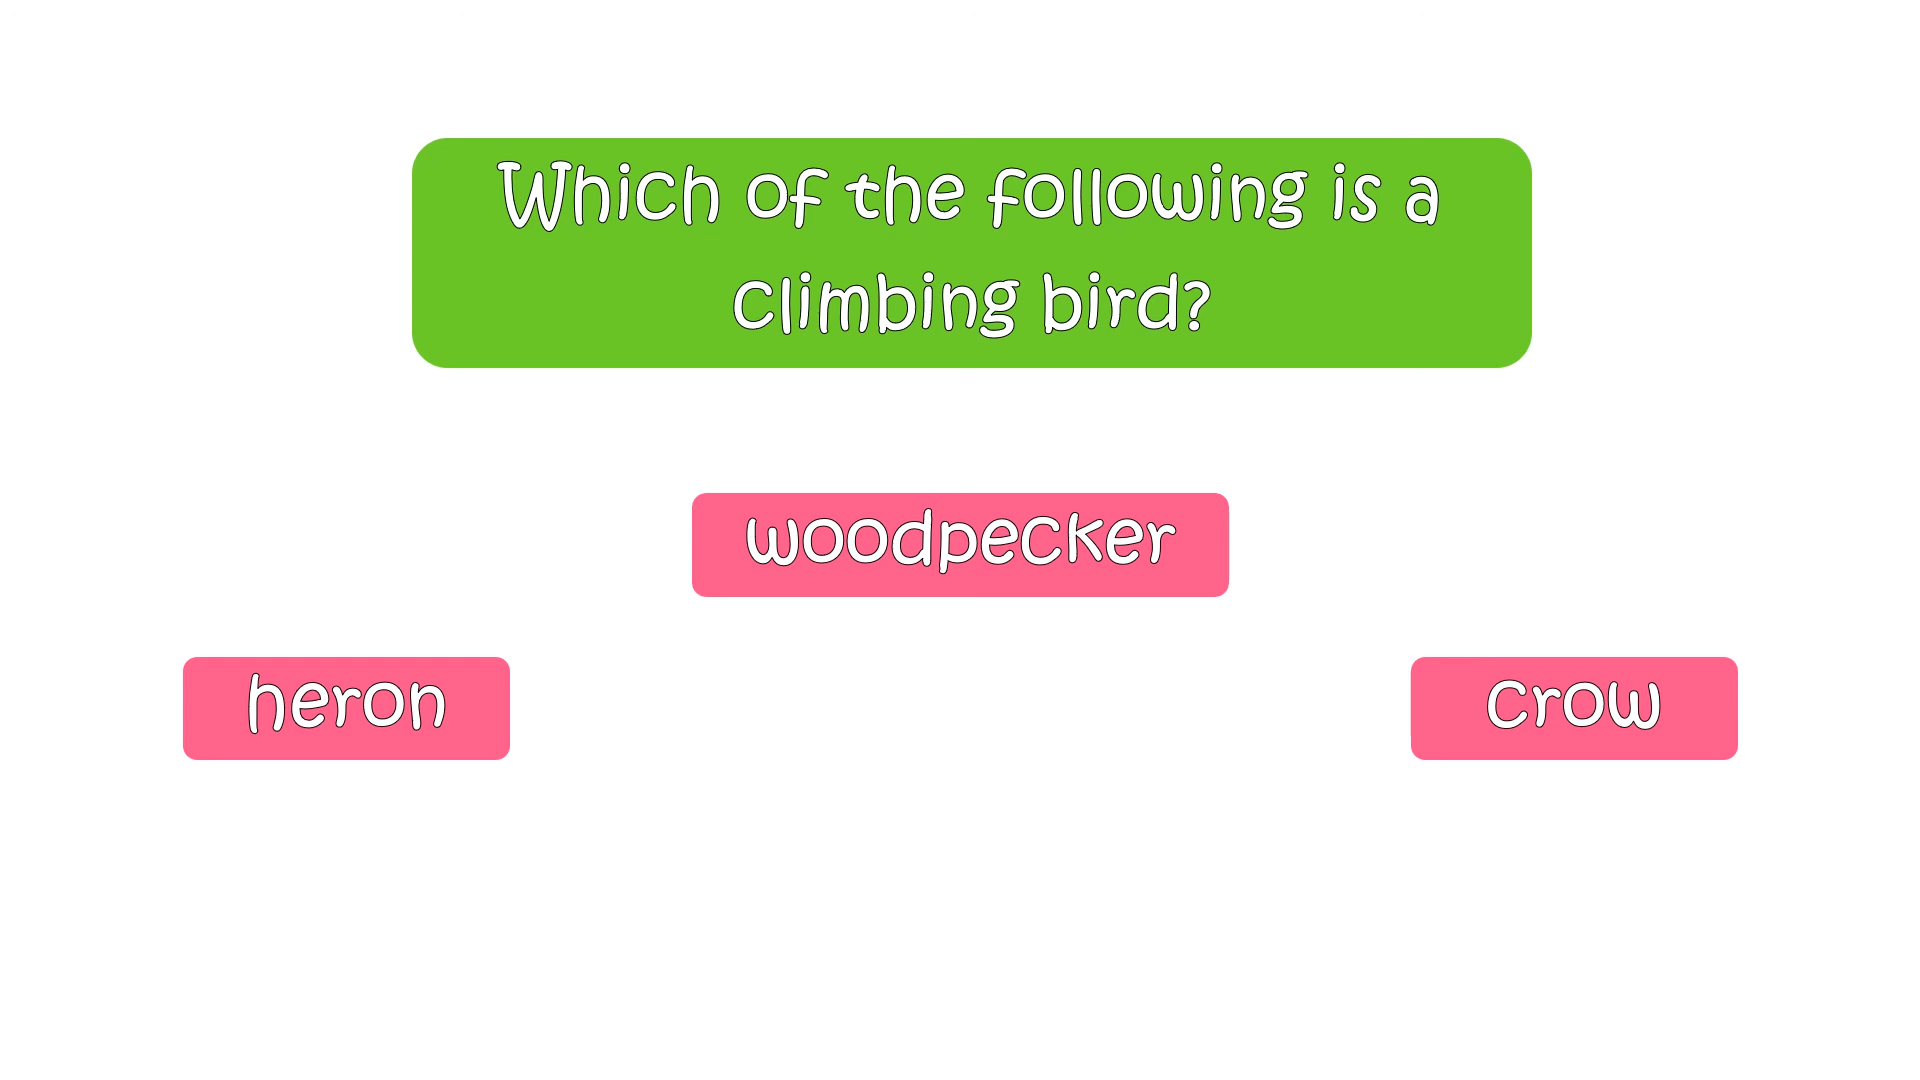 Which of the following is a
climbing bird?
woodpecker
heron
crow